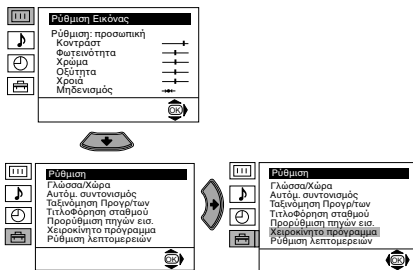 Ρύθμιση Εικόνας
Ρύθμιση: προσωπική
Κοντράστ
Φωτεινότητα
Χρώμα
Οξύτητα
Χροιά
Μηδενισμός
OK
Ρύθμιση
Γλώσσα/Χώρα
Αυτόμ. συντονισμός
Ταξινόμηση Προγρ/των
ΤιτλοΦόρηση σταθμού
Προρύθμιση πηγών εισ.
Χειροκίνητο πρόγραμμα
Ρύθμιση λεπτομερειών
OK
Ρύθμιση
Γλώσσα/Χώρα
Αυτόμ. συντονισμός
Ταξινόμηση Προγρ/των
ΤιτλοΦόρηση σταθμού
Προρύθμιση πηγών εισ.
Χειροκίνητο πρόγραμμα
Ρύθμιση λεπτομερειών
OK